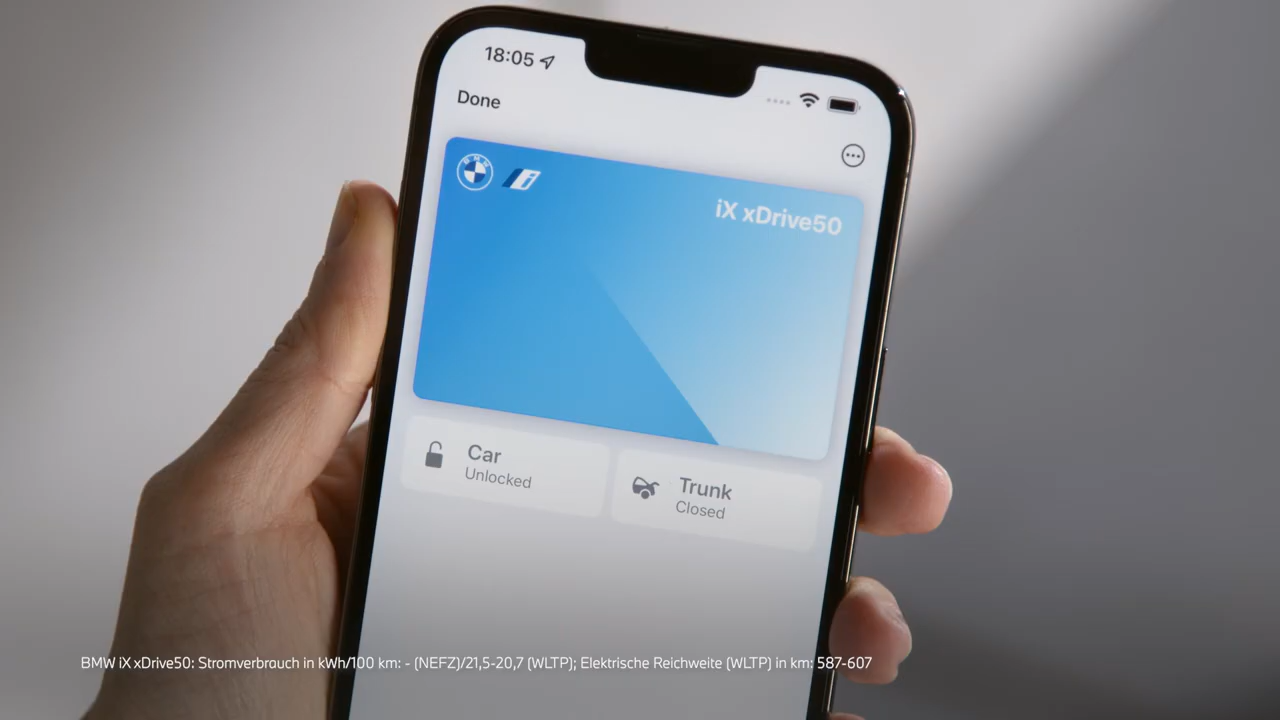 18:05
Done
BMW
iX xDrive50
Car
Unlocked
Trunk
Closed
BMW iX xDrive50: Stromverbrauch in kWh/100 km: - (NEFZ)/21,5-20,7 (WLTP); Elektrische Reichweite (WLTP) in km: 587-607